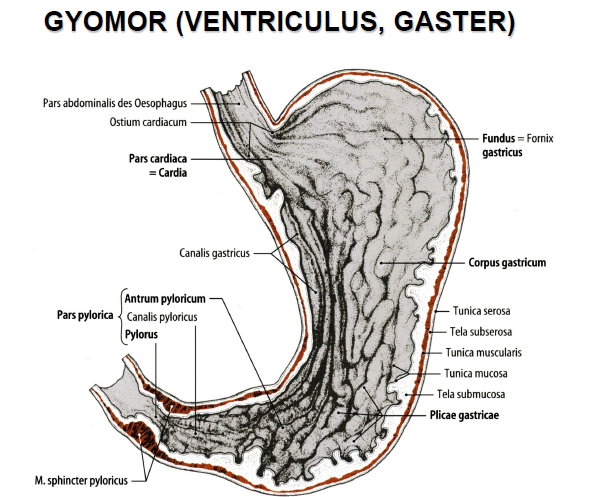 GYOMOR (VENTRICULUS, GASTER)
Pars abdominalis des Oesophagus
Ostium cardiacum
Pars cardiaca
= Cardia
Fundus = Fornix
gastricus
Canalis gastricus
Corpus gastricum
Pars pylorica
Antrum pyloricum
Canalis pyloricus
Pylorus
Tunica serosa
Tela subserosa
Tunica muscularis
Tunica mucosa
Tela submucosa
Plicae gastricae
M. sphincter pyloricus